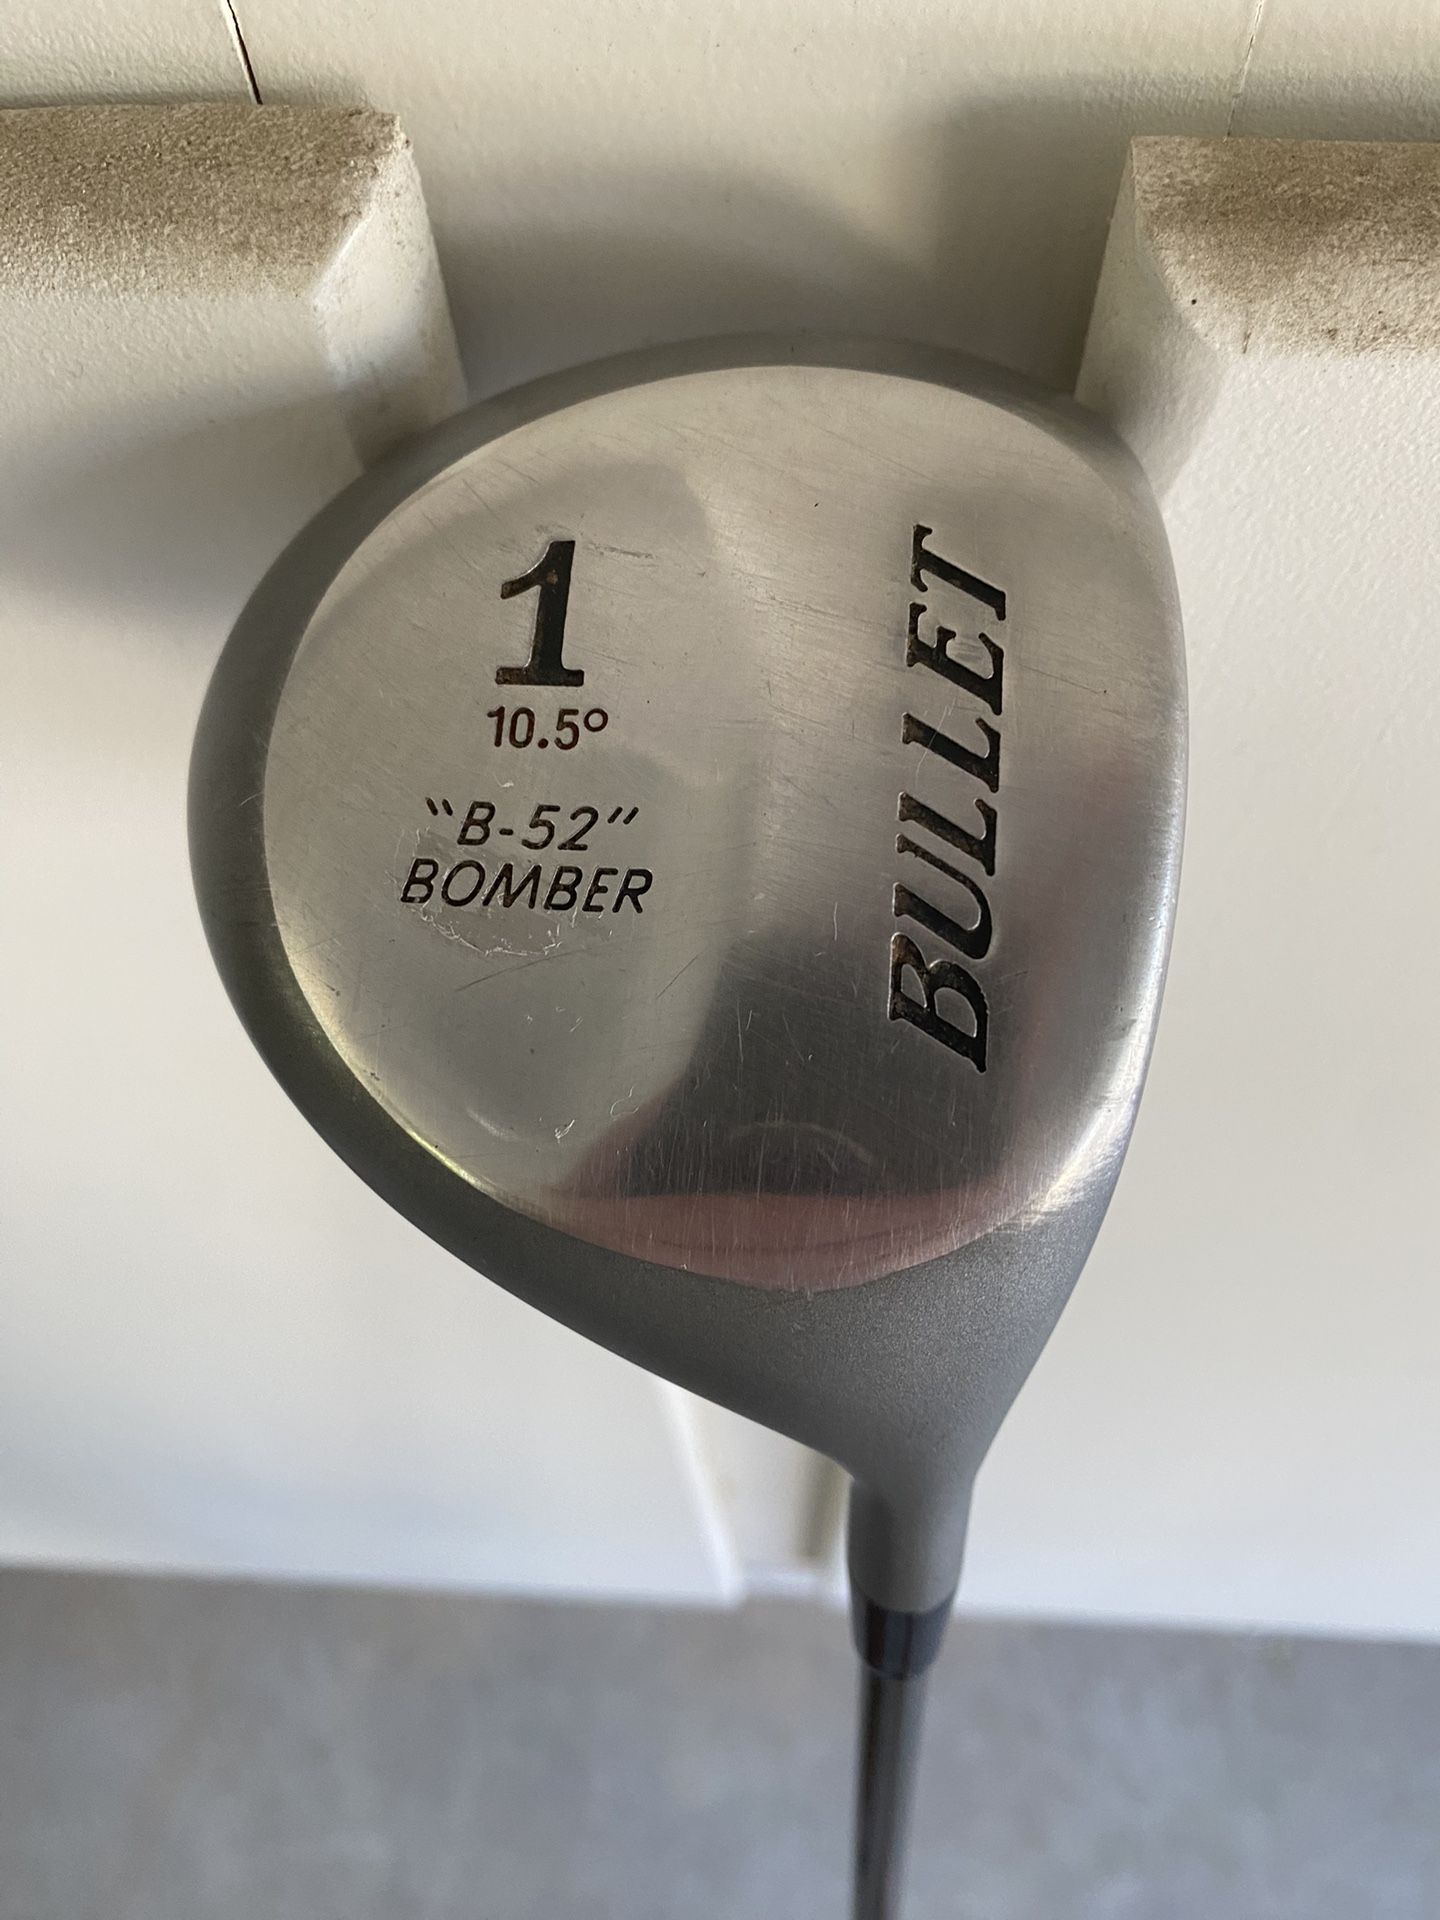 1
10.5°
"B-52"
BOMBER
BULLET